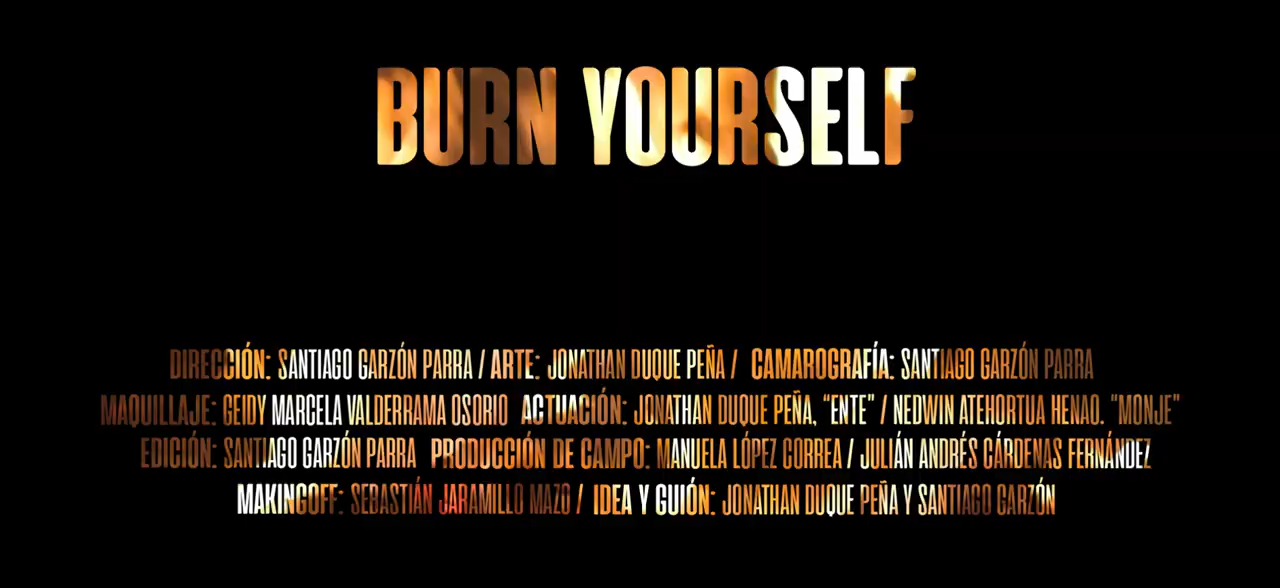 BURN YOURSELF
DIRECCIÓN: SANTIAGO GARZÓN PARRA / ARTE: JONATHAN DUQUE PEÑA / CAMAROGRAFÍA: SANTIAGO GARZÓN PARRA
MAQUILLAJE: GEIDY MARCELA VALDERRAMA OSORIO ACTUACIÓN: JONATHAN DUQUE PEÑA, "ENTE" / NEDWIN ATEHORTUA HENAO. "MONJE"
EDICIÓN: SANTIAGO GARZÓN PARRA PRODUCCIÓN DE CAMPO: MANUELA LÓPEZ CORREA / JULIÁN ANDRÉS CÁRDENAS FERNÁNDEZ
MAKINGOFF: SEBASTIÁN JARAMILLO MAZO / IDEA Y GUIÓN: JONATHAN DUQUE PEÑA Y SANTIAGO GARZÓN